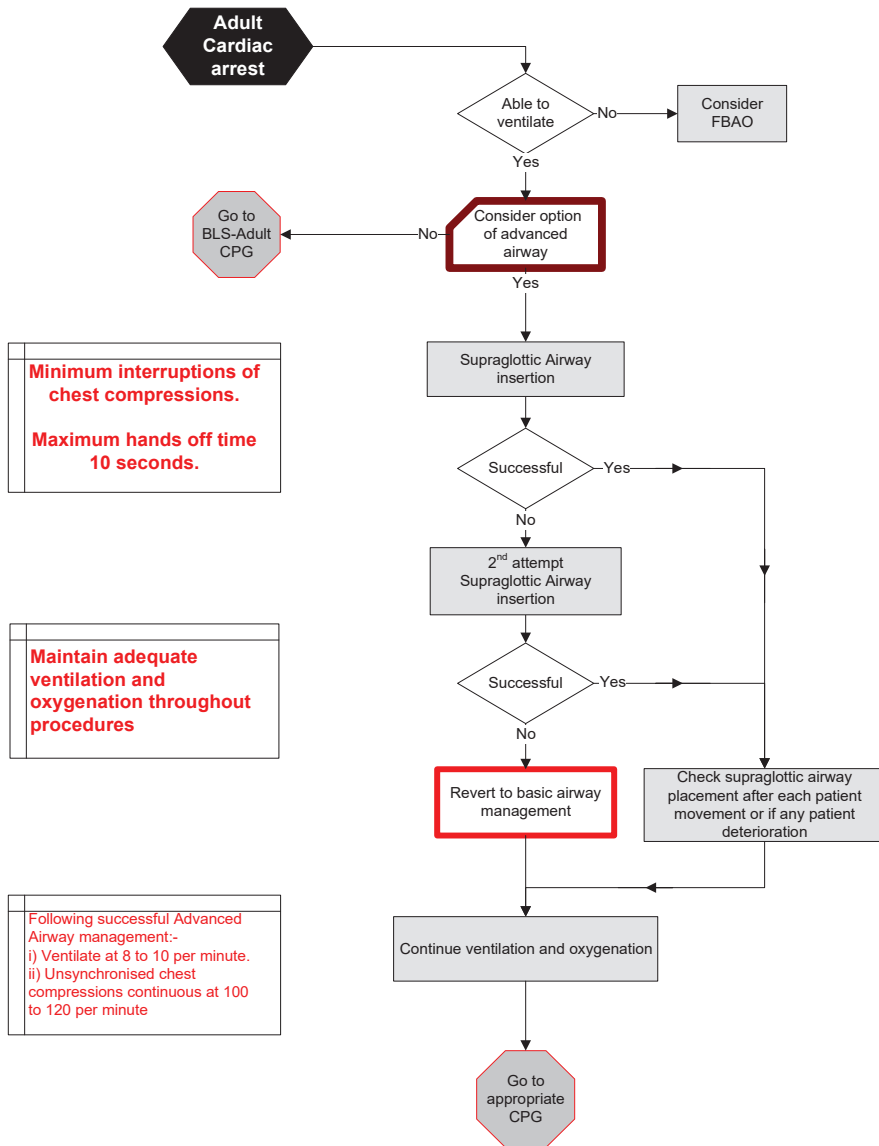 Adult
Cardiac
arrest
Able to
ventilate
No
Consider
FBAO
Yes
Go to
BLS-Adult
CPG
No
Consider option
of advanced
airway
Yes
Minimum interruptions of
chest compressions.
Maximum hands off time
10 seconds.
Supraglottic Airway
insertion
Successful
Yes
No
2nd attempt
Supraglottic Airway
insertion
Maintain adequate
ventilation and
oxygenation throughout
procedures
Successful
Yes
No
Revert to basic airway
management
Check supraglottic airway
placement after each patient
movement or if any patient
deterioration
Following successful Advanced
Airway management:-
i) Ventilate at 8 to 10 per minute.
ii) Unsynchronised chest
compressions continuous at 100
to 120 per minute
Continue ventilation and oxygenation
Go to
appropriate
CPG